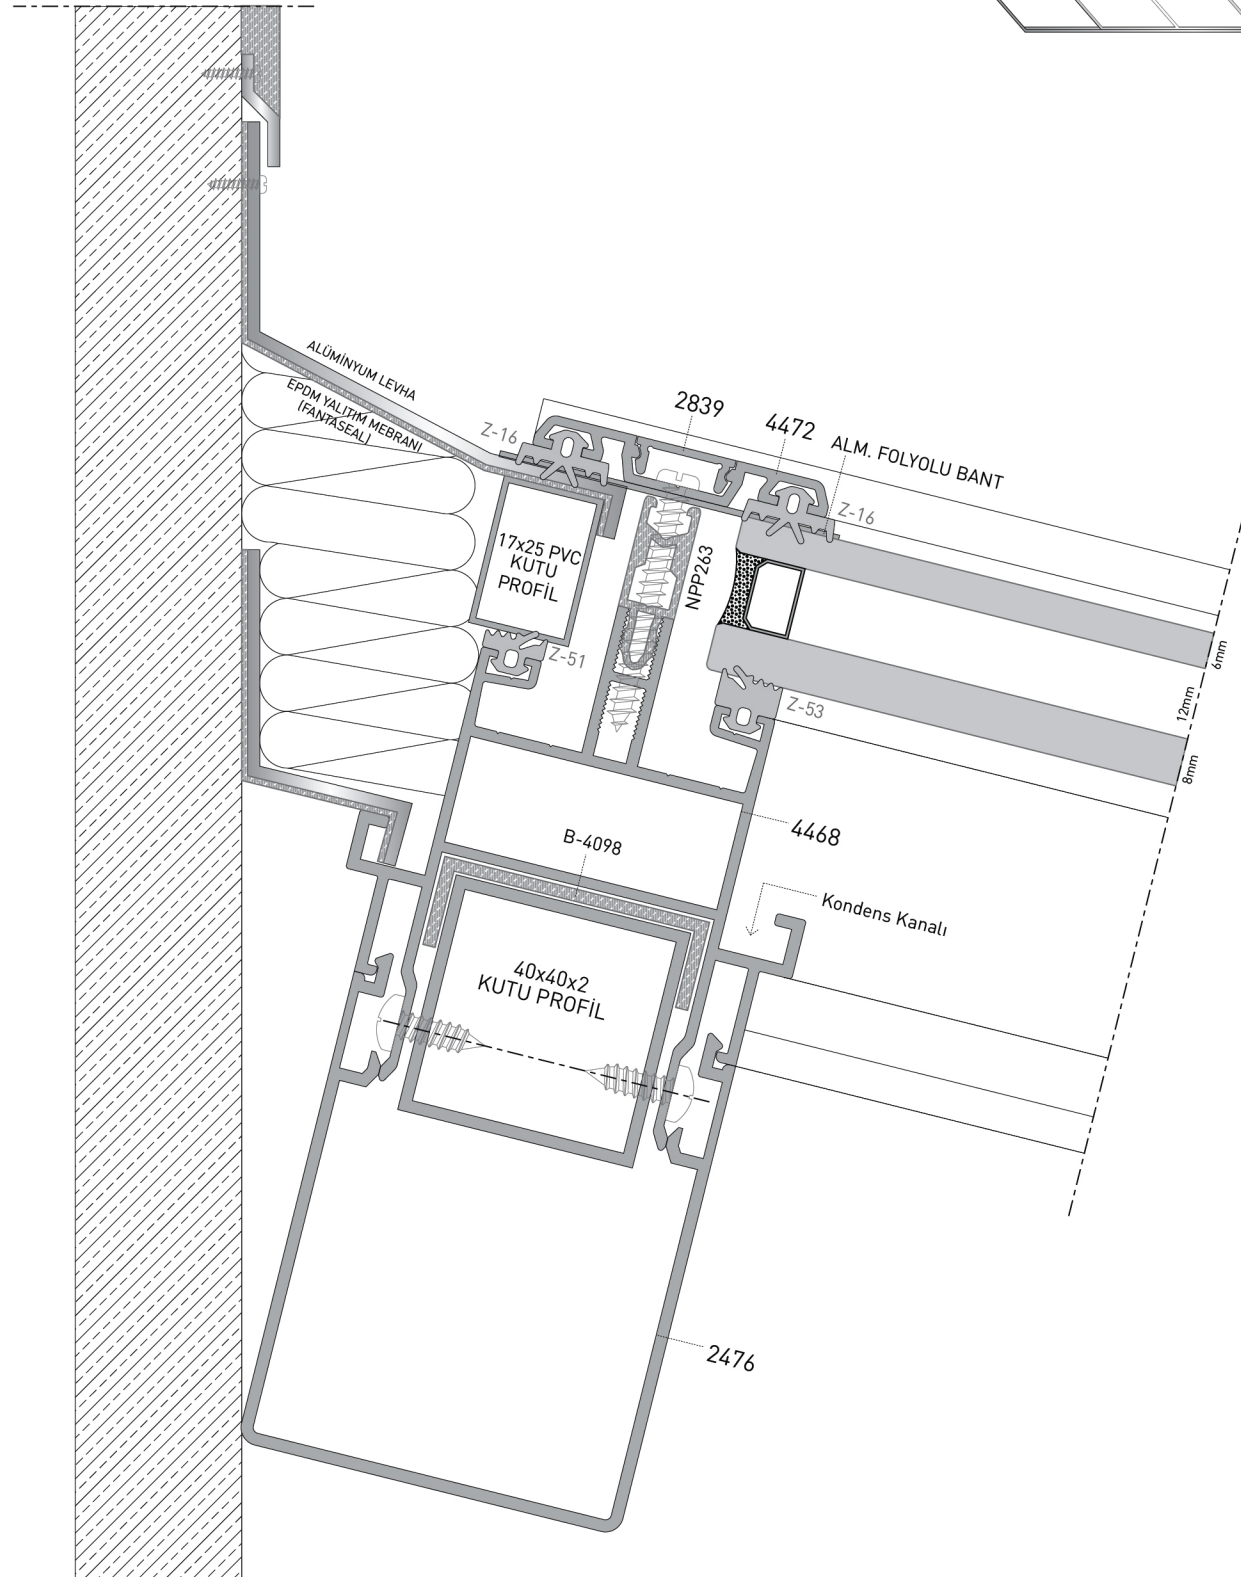 ALÜMİNYUM LEVHA
EPDM YALITIM MEBRANI
(FANTASEAL)
Z-16
2839
4472
ALM. FOLYOLU BANT
Z-16
17x25 PVC
KUTU
PROFİL
NPP263
Z-51
Z-53
6mm
12mm
8mm
4468
B-4098
Kondens Kanalı
40x40x2
KUTU PROFİL
2476